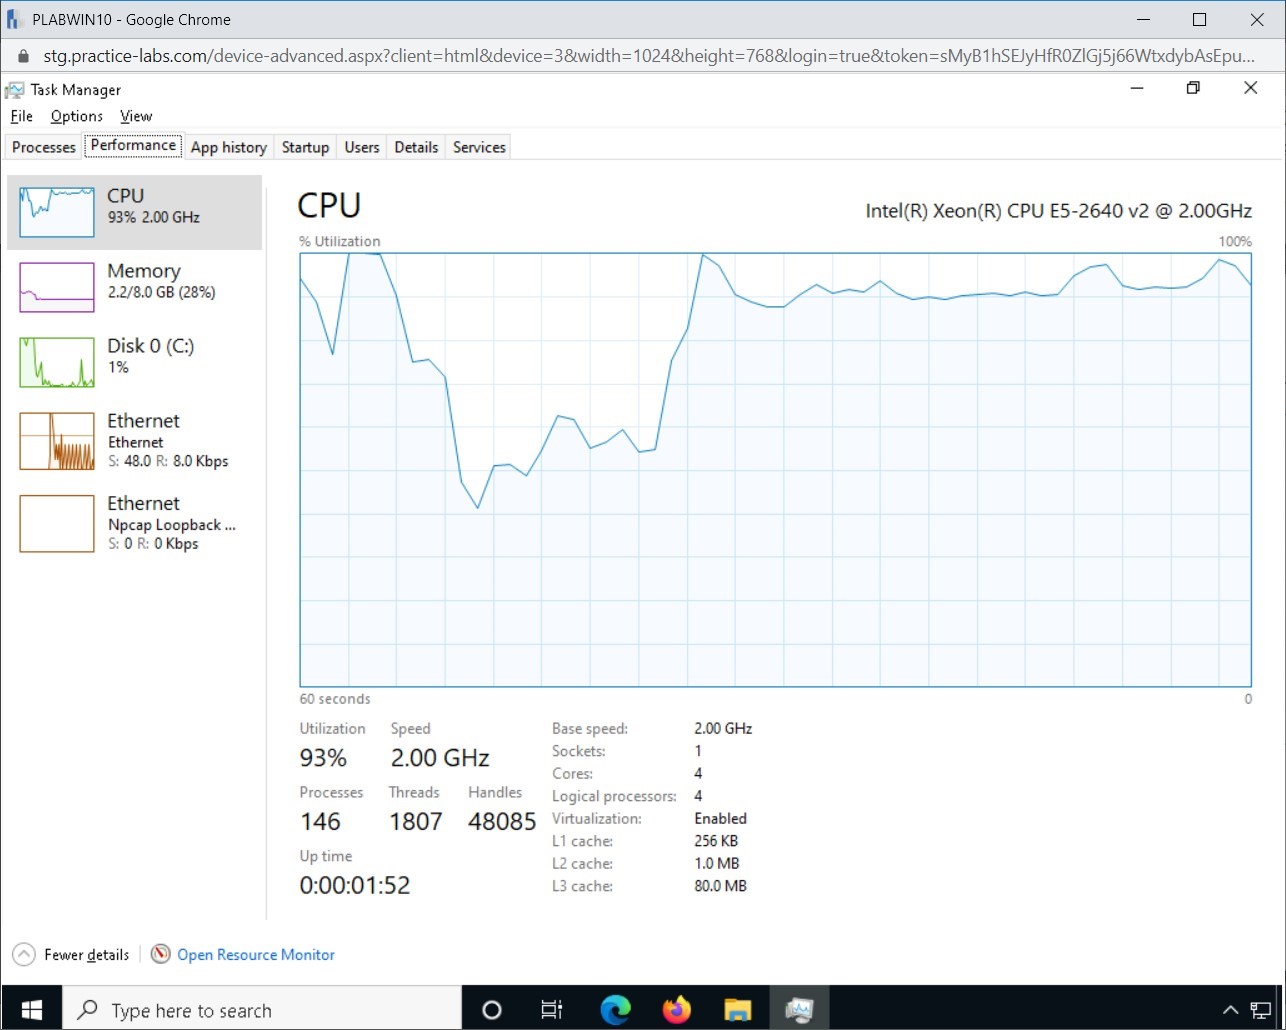 PLABWIN10 - Google Chrome
stg.practice-labs.com/device-advanced.aspx?client=html&device=3&width=1024&height=768&login=true&token=sMyB1hSEJyHfR0ZlGj5j66WtxdybAsEpu...
Task Manager
File Options View
Processes Performance App history Startup Users Details Services
CPU
93% 2.00 GHz
Memory
2.2/8.0 GB (28%)
Disk 0 (C:)
1%
Ethernet
Ethernet
S: 48.0 R: 8.0 Kbps
Ethernet
Npcap Loopback ...
S: 0 R: 0 Kbps
CPU
Intel(R) Xeon(R) CPU E5-2640 v2 @ 2.00GHz
% Utilization 100%
60 seconds 0
Utilization Speed
93% 2.00 GHz
Processes Threads Handles
146 1807 48085
Up time
0:00:01:52
Base speed: 2.00 GHz
Sockets: 1
Cores: 4
Logical processors: 4
Virtualization: Enabled
L1 cache: 256 KB
L2 cache: 1.0 MB
L3 cache: 80.0 MB
Fewer details Open Resource Monitor
Type here to search